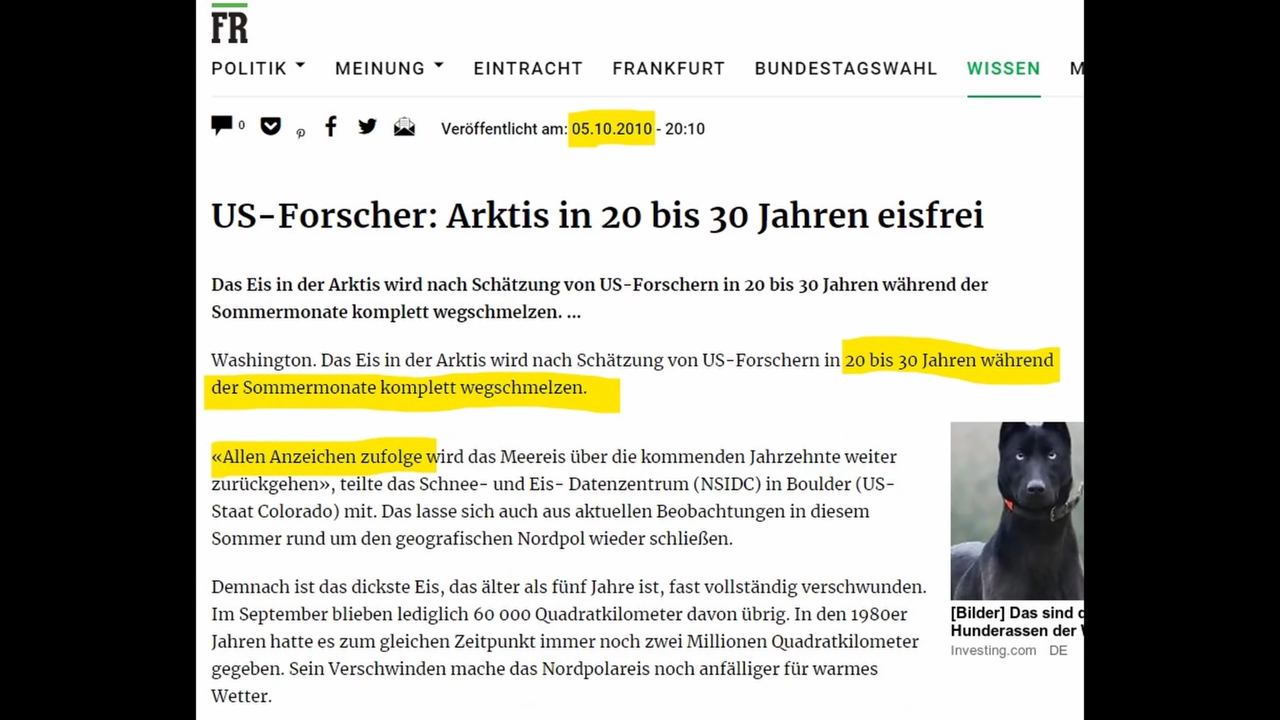 FR
POLITIK MEINUNG EINTRACHT FRANKFURT BUNDESTAGSWAHL WISSEN M
0 Veröffentlicht am: 05.10.2010 - 20:10
US-Forscher: Arktis in 20 bis 30 Jahren eisfrei
Das Eis in der Arktis wird nach Schätzung von US-Forschern in 20 bis 30 Jahren während der
Sommermonate komplett wegschmelzen. ...
Washington. Das Eis in der Arktis wird nach Schätzung von US-Forschern in 20 bis 30 Jahren während
der Sommermonate komplett wegschmelzen.
«Allen Anzeichen zufolge wird das Meereis über die kommenden Jahrzehnte weiter
zurückgehen», teilte das Schnee- und Eis- Datenzentrum (NSIDC) in Boulder (US-
Staat Colorado) mit. Das lasse sich auch aus aktuellen Beobachtungen in diesem
Sommer rund um den geografischen Nordpol wieder schließen.
Demnach ist das dickste Eis, das älter als fünf Jahre ist, fast vollständig verschwunden.
Im September blieben lediglich 60 000 Quadratkilometer davon übrig. In den 1980er
Jahren hatte es zum gleichen Zeitpunkt immer noch zwei Millionen Quadratkilometer
gegeben. Sein Verschwinden mache das Nordpolareis noch anfälliger für warmes
Wetter.
[Bilder] Das sind d
Hunderassen der
Investing.com DE